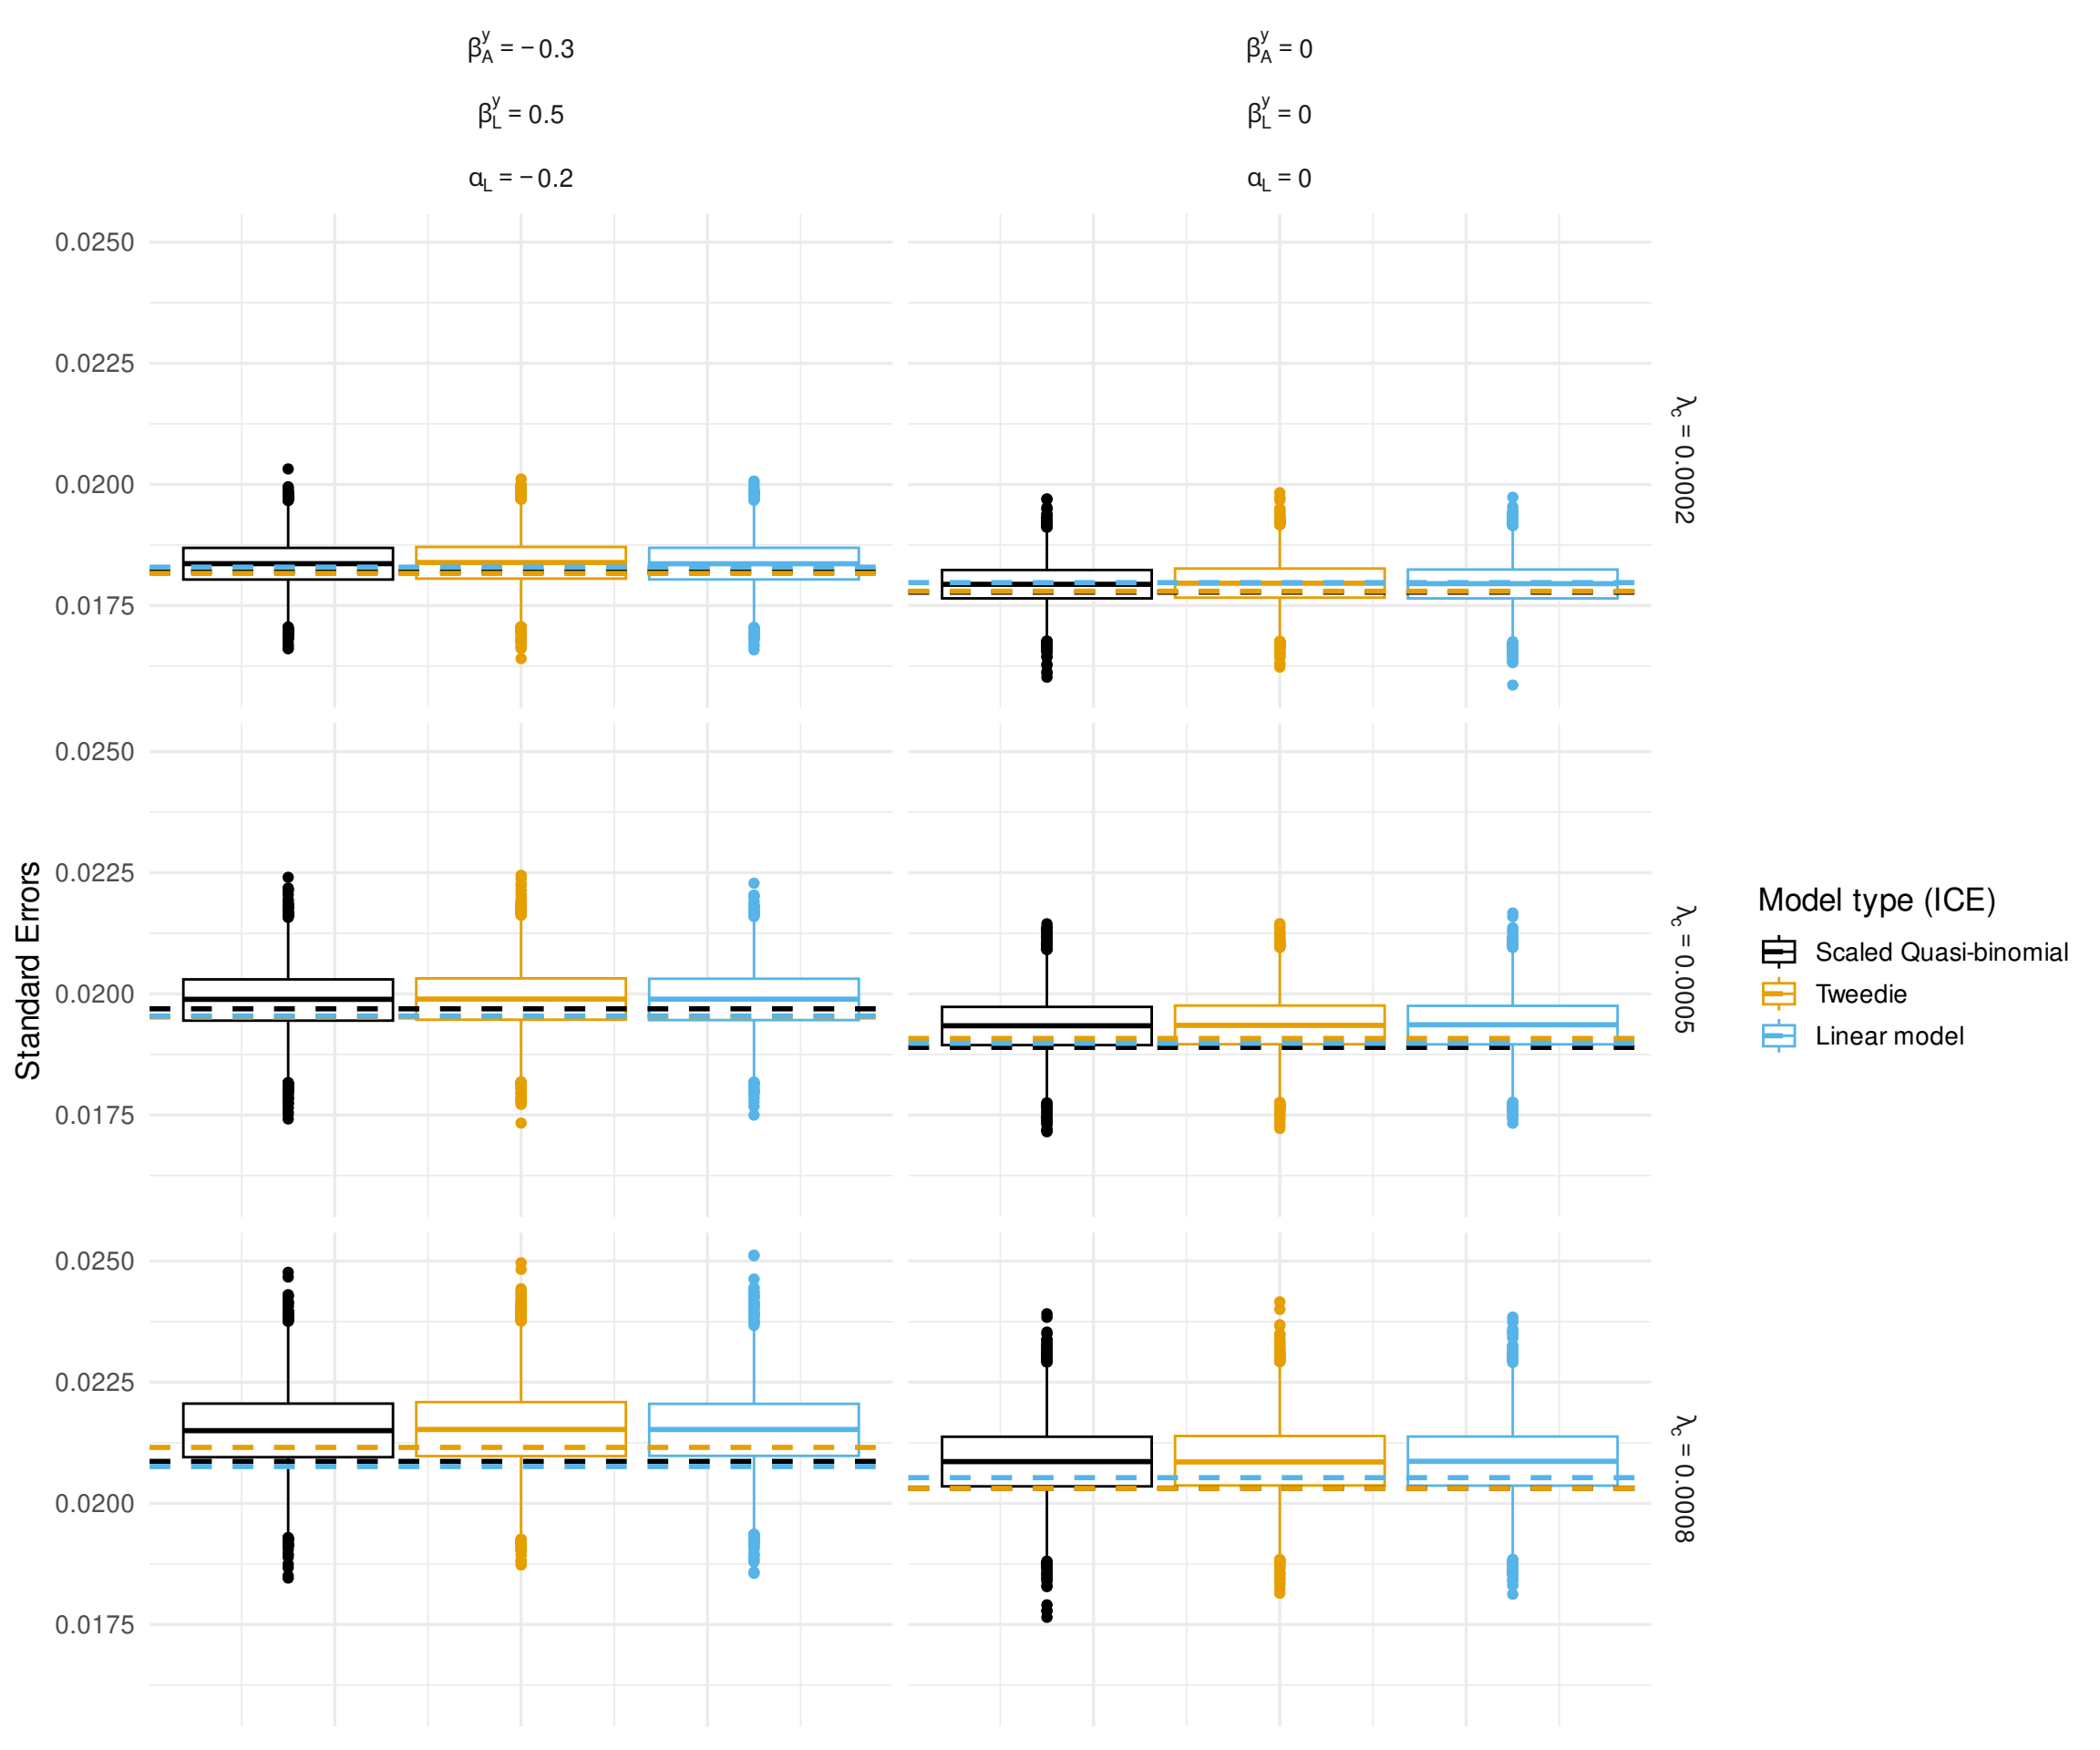 β^y_A = −0.3
β^y_L = 0.5
α_L = −0.2
β^y_A = 0
β^y_L = 0
α_L = 0
0.0250
0.0225
0.0200
0.0175
λ_c = 0.0002
0.0250
0.0225
0.0200
0.0175
λ_c = 0.0005
0.0250
0.0225
0.0200
0.0175
λ_c = 0.0008
Standard Errors
Model type (ICE)
Scaled Quasi-binomial
Tweedie
Linear model